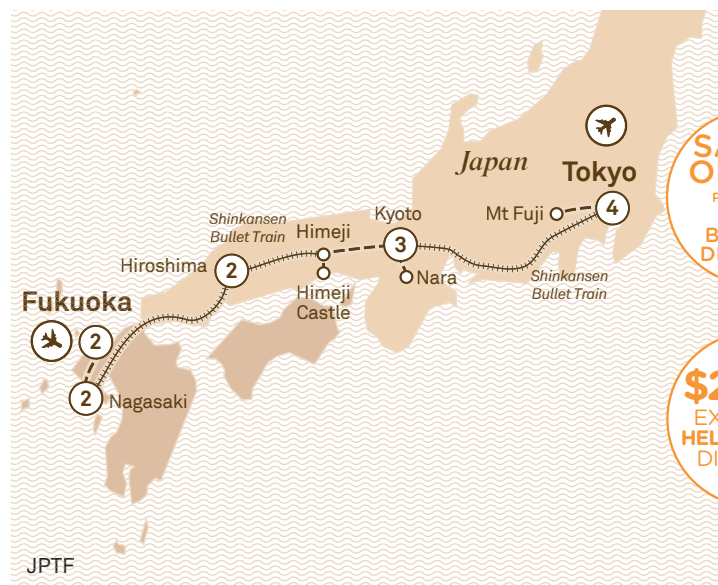 Japan
Tokyo
4
Mt Fuji
Kyoto
3
Nara
Shinkansen
Bullet Train
Shinkansen
Bullet Train
Himeji
Himeji
Castle
Hiroshima
2
Fukuoka
2
2
Nagasaki
JPTF